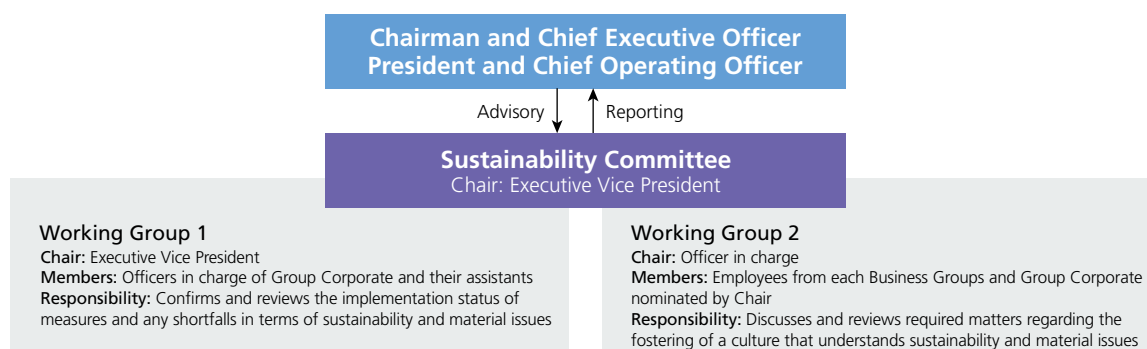 Chairman and Chief Executive Officer
President and Chief Operating Officer
Advisory
Reporting
Sustainability Committee
Chair: Executive Vice President
Working Group 1
Chair: Executive Vice President
Members: Officers in charge of Group Corporate and their assistants
Responsibility: Confirms and reviews the implementation status of
measures and any shortfalls in terms of sustainability and material issues
Working Group 2
Chair: Officer in charge
Members: Employees from each Business Groups and Group Corporate
nominated by Chair
Responsibility: Discusses and reviews required matters regarding the
fostering of a culture that understands sustainability and material issues